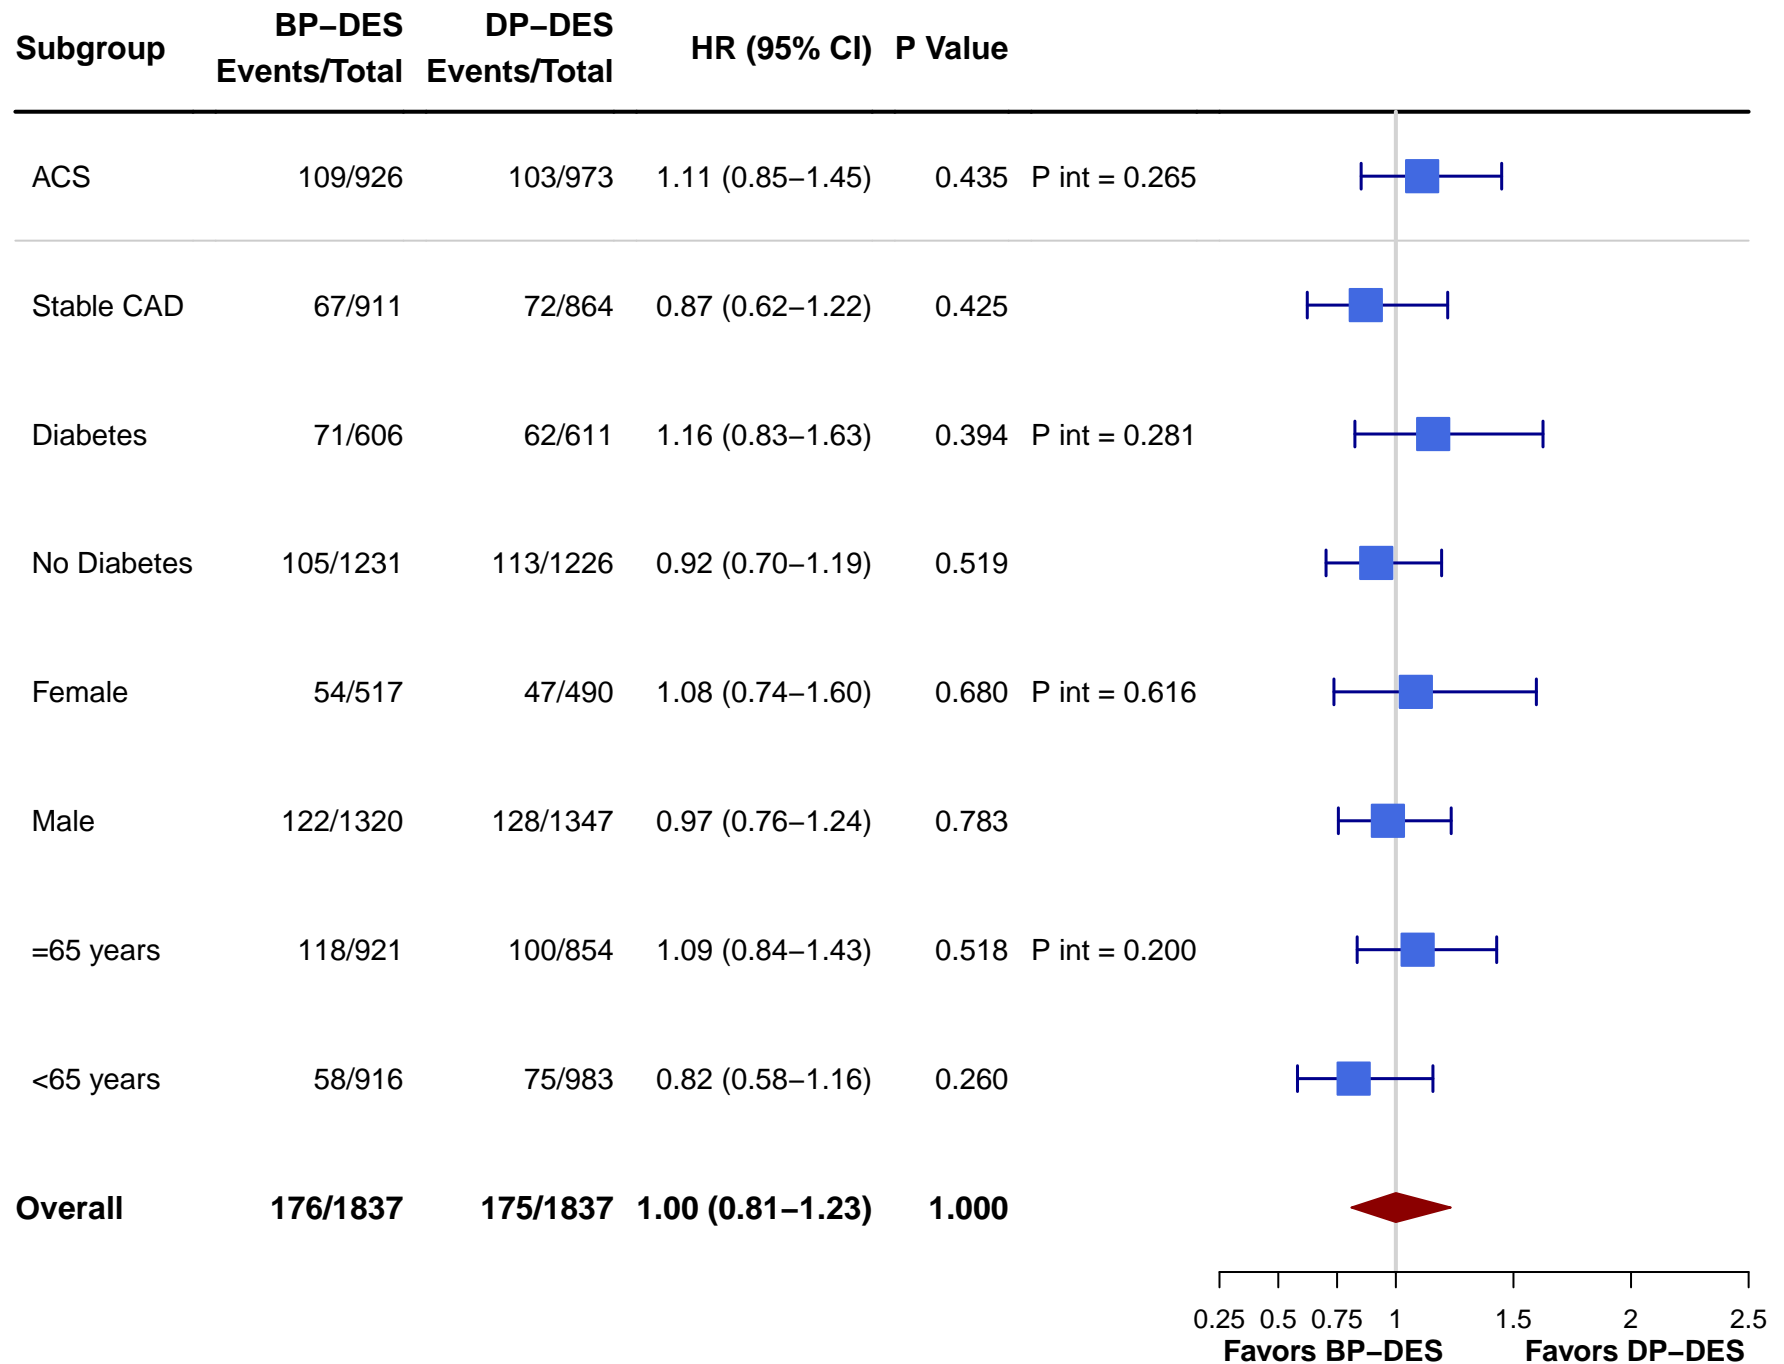 Subgroup BP−DES Events/Total DP−DES Events/Total HR (95% CI) P Value
ACS 109/926 103/973 1.11 (0.85−1.45) 0.435 P int = 0.265
Stable CAD 67/911 72/864 0.87 (0.62−1.22) 0.425
Diabetes 71/606 62/611 1.16 (0.83−1.63) 0.394 P int = 0.281
No Diabetes 105/1231 113/1226 0.92 (0.70−1.19) 0.519
Female 54/517 47/490 1.08 (0.74−1.60) 0.680 P int = 0.616
Male 122/1320 128/1347 0.97 (0.76−1.24) 0.783
=65 years 118/921 100/854 1.09 (0.84−1.43) 0.518 P int = 0.200
<65 years 58/916 75/983 0.82 (0.58−1.16) 0.260
Overall 176/1837 175/1837 1.00 (0.81−1.23) 1.000
0.25 0.5 0.75 1 1.5 2 2.5
Favors BP−DES Favors DP−DES